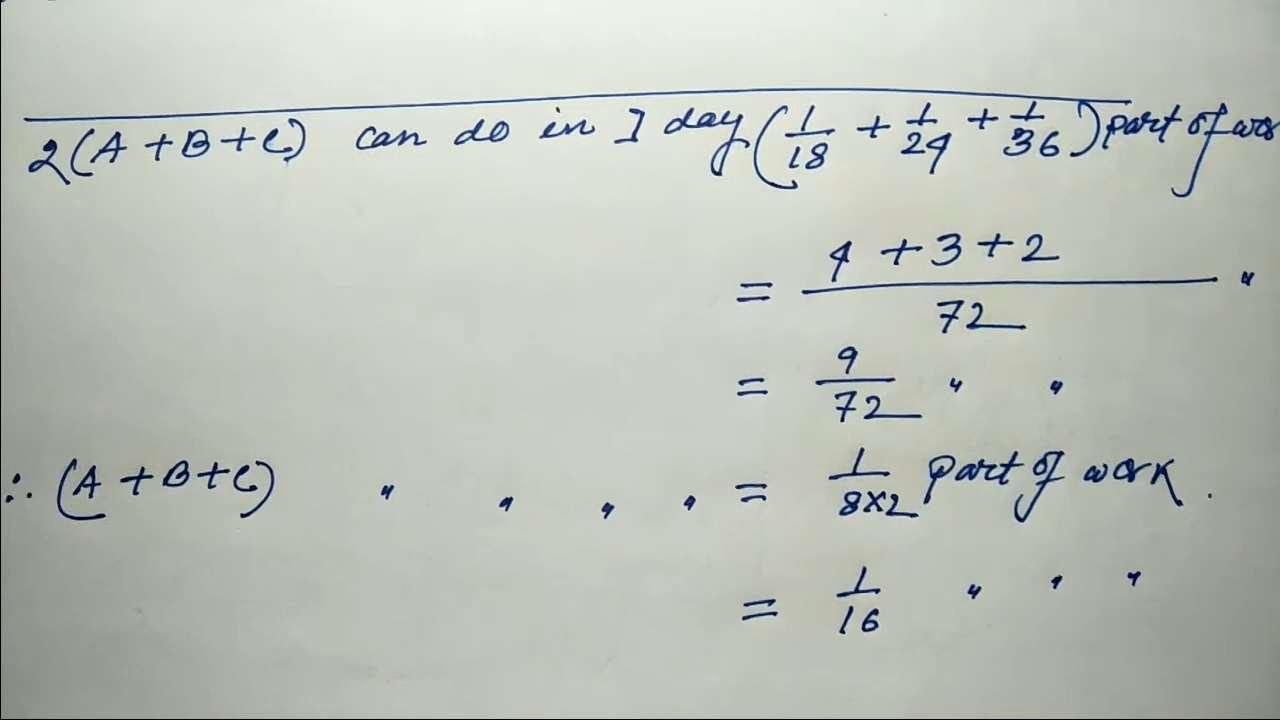 2(A+B+C) can do in 1 day (1/18 + 1/24 + 1/36) part of wor
= 4+3+2/72 "
= 9/72 " "
∴ (A+B+C) " " " " = 1/8×2 part of work.
= 1/16 " " "